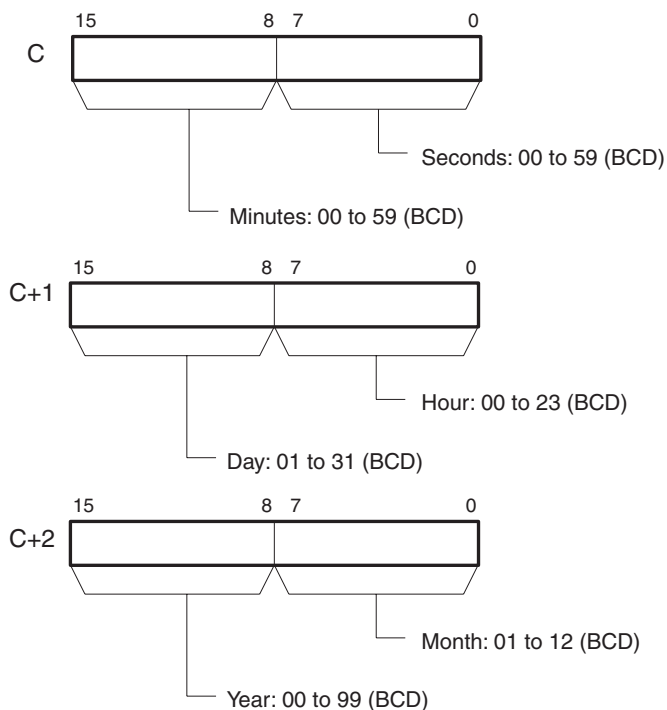 15 8 7 0
C
Seconds: 00 to 59 (BCD)
Minutes: 00 to 59 (BCD)
15 8 7 0
C+1
Hour: 00 to 23 (BCD)
Day: 01 to 31 (BCD)
15 8 7 0
C+2
Month: 01 to 12 (BCD)
Year: 00 to 99 (BCD)